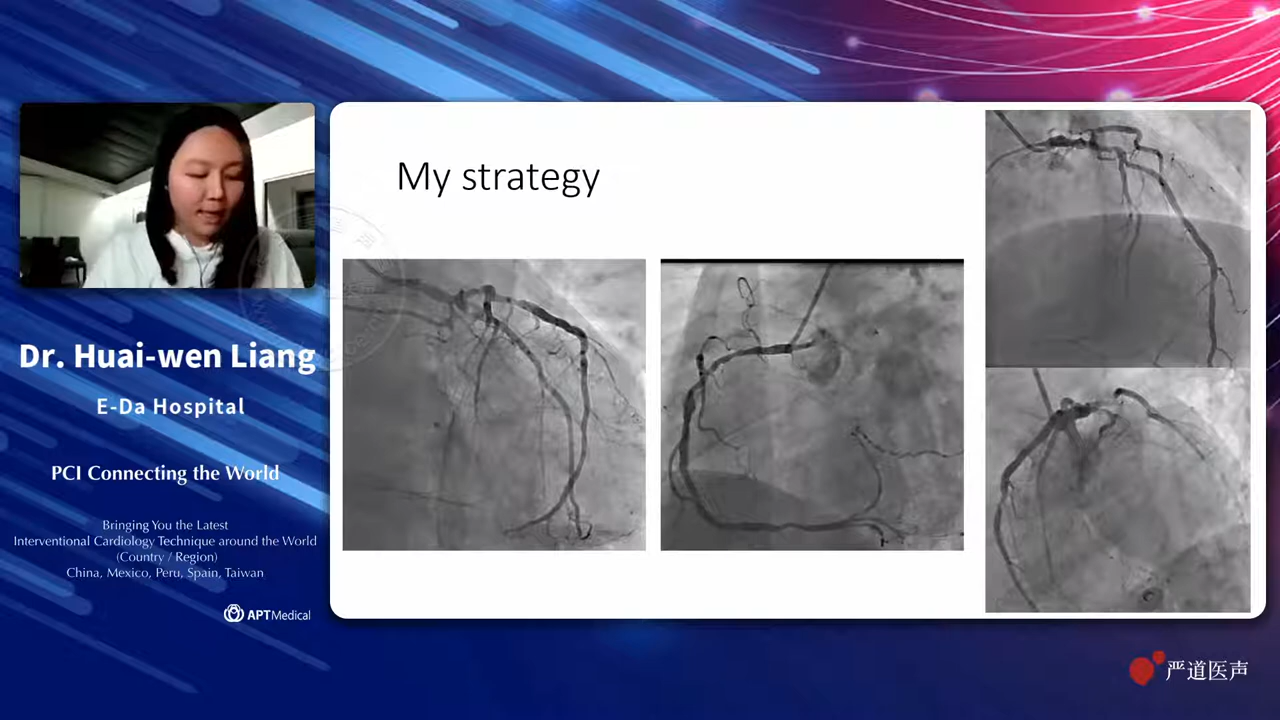 My strategy
Dr. Huai-wen Liang
E-Da Hospital
PCI Connecting the World
Bringing You the Latest
Interventional Cardiology Technique around the World
(Country / Region)
China, Mexico, Peru, Spain, Taiwan
APTMedical
严道医声